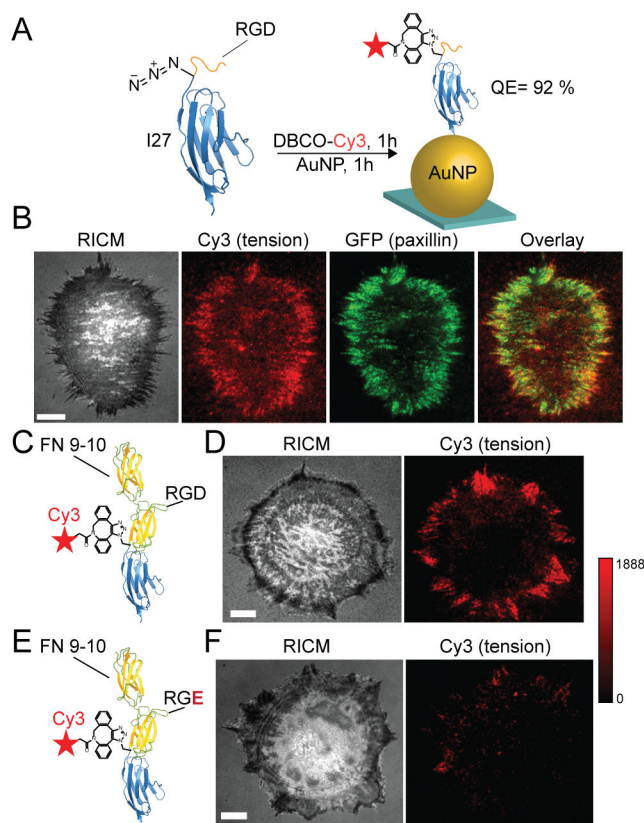 A
RGD
N N N
− +
I27
DBCO-Cy3, 1h
AuNP, 1h
QE= 92 %
AuNP
B
RICM
Cy3 (tension)
GFP (paxillin)
Overlay
C
FN 9-10
RGD
Cy3
D
RICM
Cy3 (tension)
1888
0
E
FN 9-10
RGE
Cy3
F
RICM
Cy3 (tension)